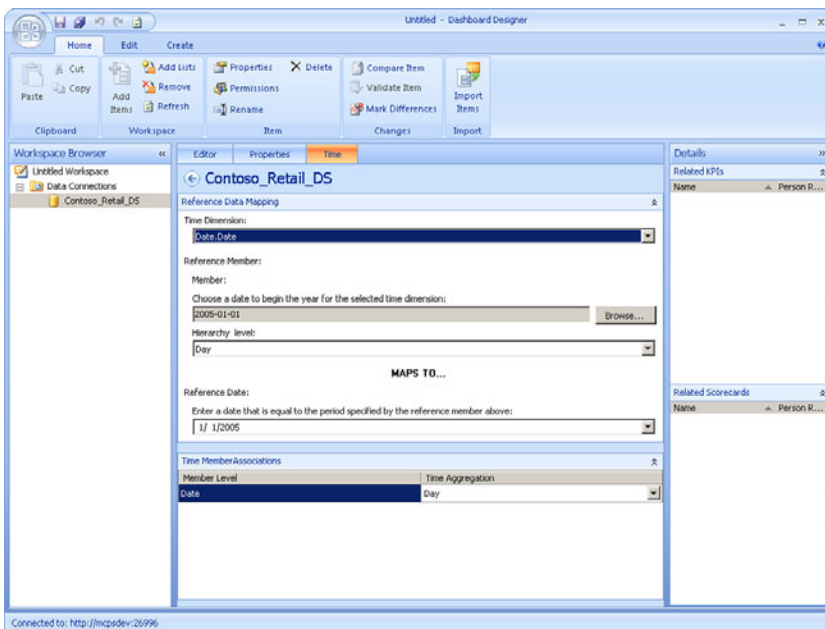 Untitled - Dashboard Designer
Home Edit Create
Paste
Cut
Copy
Clipboard
Add Items
Add Lists
Remove
Refresh
Workspace
Properties
Delete
Permissions
Rename
Item
Compare Item
Validate Item
Mark Differences
Changes
Import Items
Import
Workspace Browser
Untitled Workspace
Data Connections
Contoso_Retail_DS
Editor Properties Time
Contoso_Retail_DS
Reference Data Mapping
Time Dimension:
Date.Date
Reference Member:
Member:
Choose a date to begin the year for the selected time dimension:
2005-01-01 Browse...
Hierarchy level:
Day
MAPS TO...
Reference Date:
Enter a date that is equal to the period specified by the reference member above:
1/ 1/2005
Time MemberAssociations
Member Level Time Aggregation
Date Day
Details
Related KPIs
Name Person R...
Related Scorecards
Name Person R...
Connected to: http://mcpsdev:26996